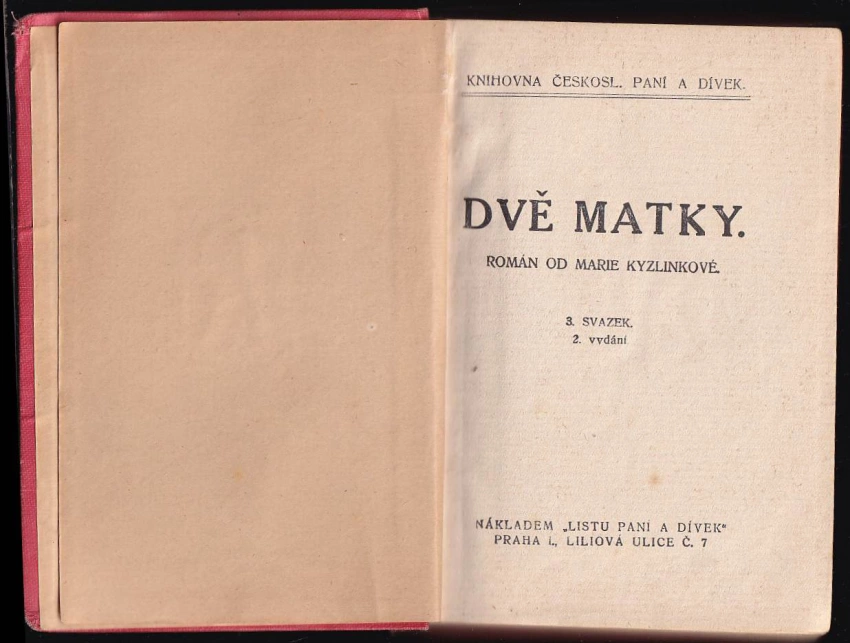 KNIHOVNA ČESKOSL. PANÍ A DÍVEK.
DVĚ MATKY.
ROMÁN OD MARIE KYZLINKOVÉ.
3. SVAZEK.
2. vydání
NÁKLADEM „LISTU PANÍ A DÍVEK“
PRAHA I., LILIOVÁ ULICE Č. 7